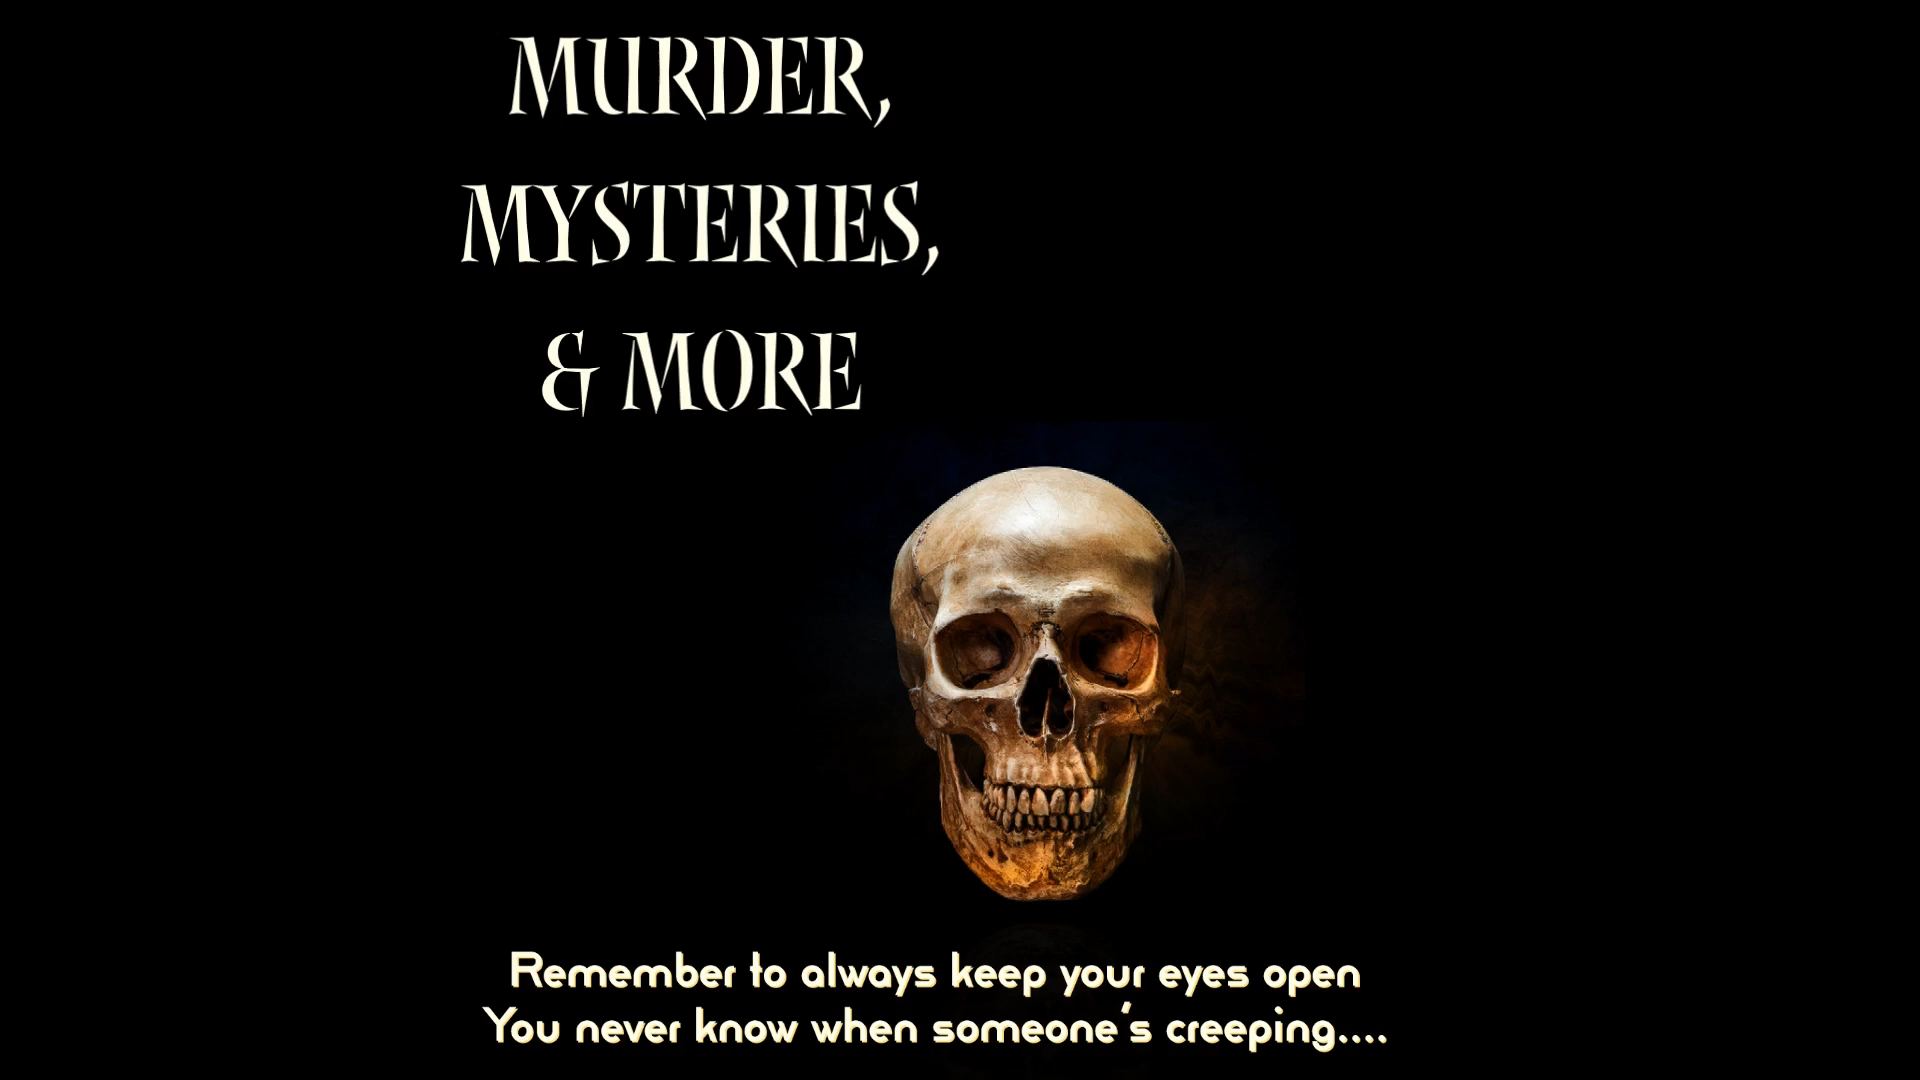 MURDER,
MYSTERIES,
& MORE
Remember to always keep your eyes open
You never know when someone's creeping....